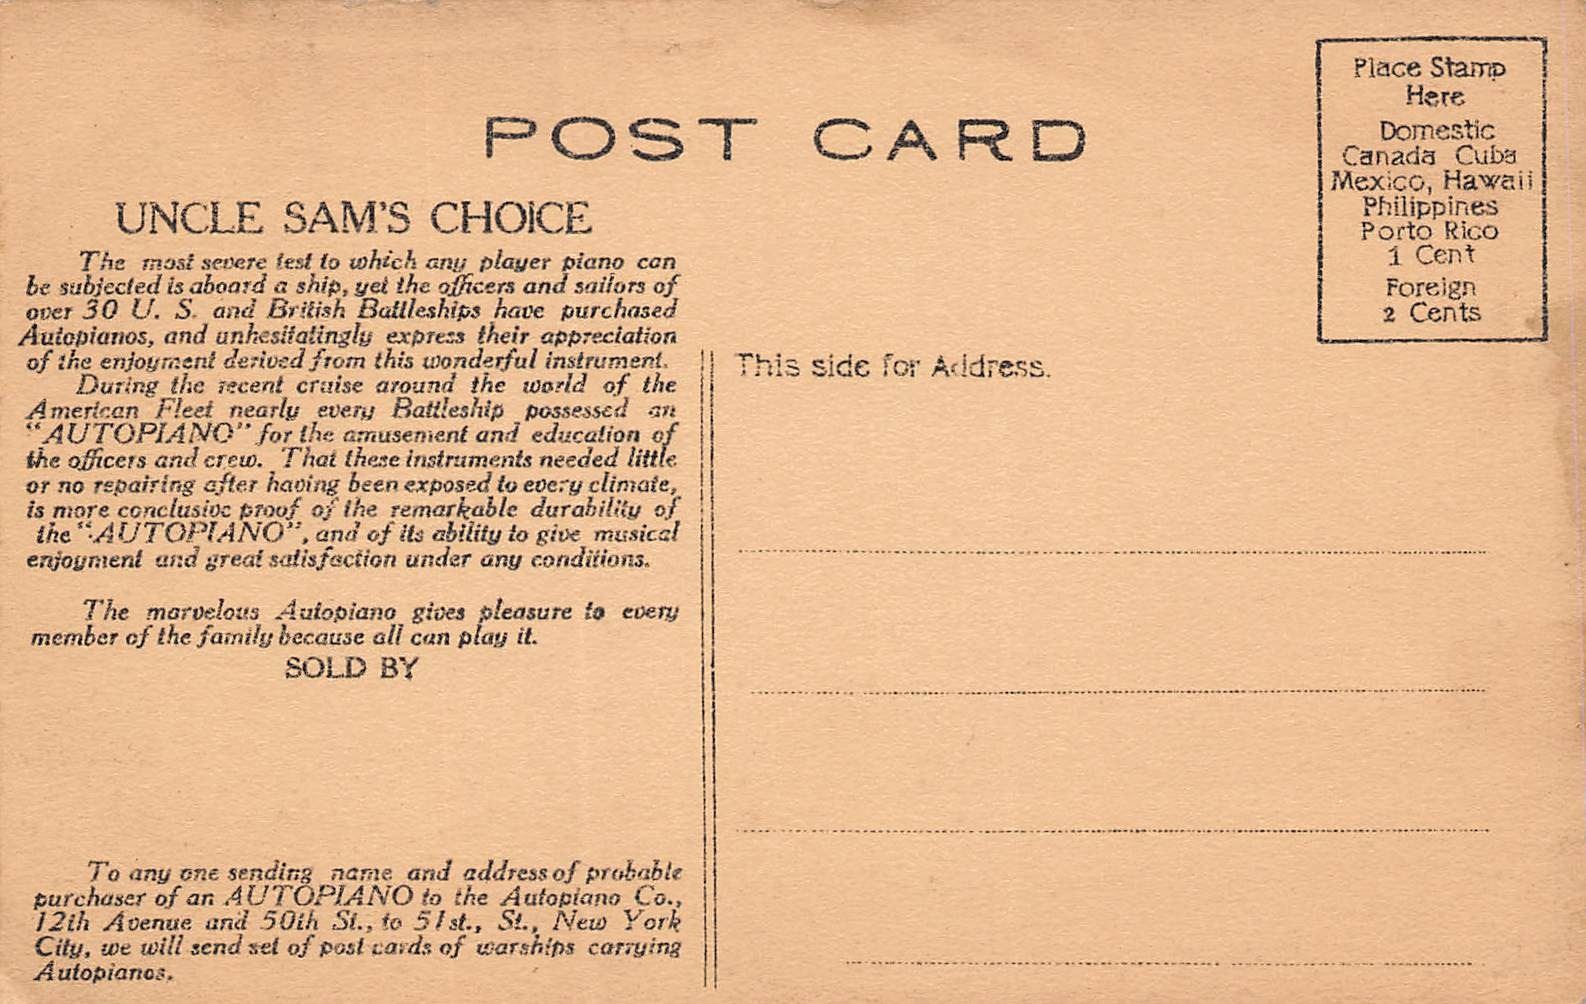 POST CARD
Place Stamp
Here
Domestic
Canada Cuba
Mexico, Hawaii
Philippines
Porto Rico
1 Cent
Foreign
2 Cents
UNCLE SAM'S CHOICE
The most severe test to which any player piano can
be subjected is aboard a ship, yet the officers and sailors of
over 30 U. S. and British Battleships have purchased
Autopianos, and unhesitatingly express their appreciation
of the enjoyment derived from this wonderful instrument.
During the recent cruise around the world of the
American Fleet nearly every Battleship possessed an
"AUTOPIANO" for the amusement and education of
the officers and crew. That these instruments needed little
or no repairing after having been exposed to every climate,
is more conclusive proof of the remarkable durability of
the "AUTOPIANO", and of its ability to give musical
enjoyment and great satisfaction under any conditions.
The marvelous Autopiano gives pleasure to every
member of the family because all can play it.
SOLD BY
To any one sending name and address of probable
purchaser of an AUTOPIANO to the Autopiano Co.,
12th Avenue and 50th St., to 51st., St., New York
City, we will send set of post cards of warships carrying
Autopianos.
This side for Address.